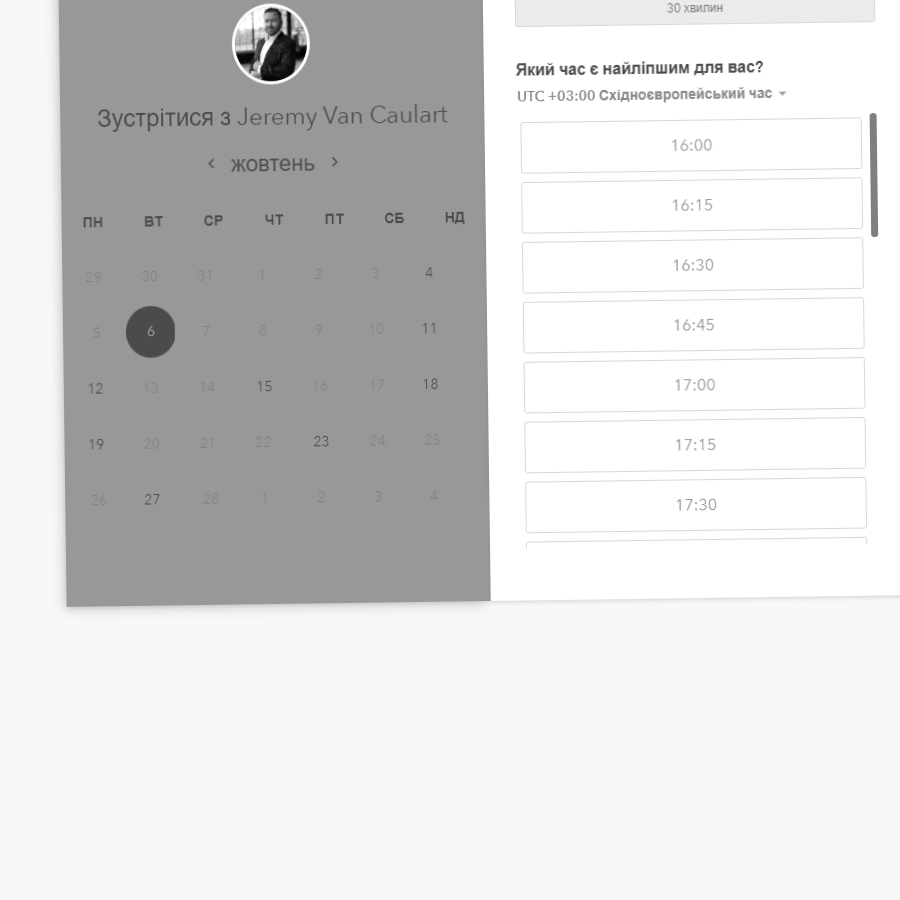 Зустрітися з Jeremy Van Caulart
жовтень
ПН ВТ СР ЧТ ПТ СБ НД
29 30 31 1 2 3 4
5 6 7 8 9 10 11
12 13 14 15 16 17 18
19 20 21 22 23 24 25
26 27 28 1 2 3 4
30 хвилин
Який час є найліпшим для вас?
UTC +03:00 Східноєвропейський час
16:00
16:15
16:30
16:45
17:00
17:15
17:30